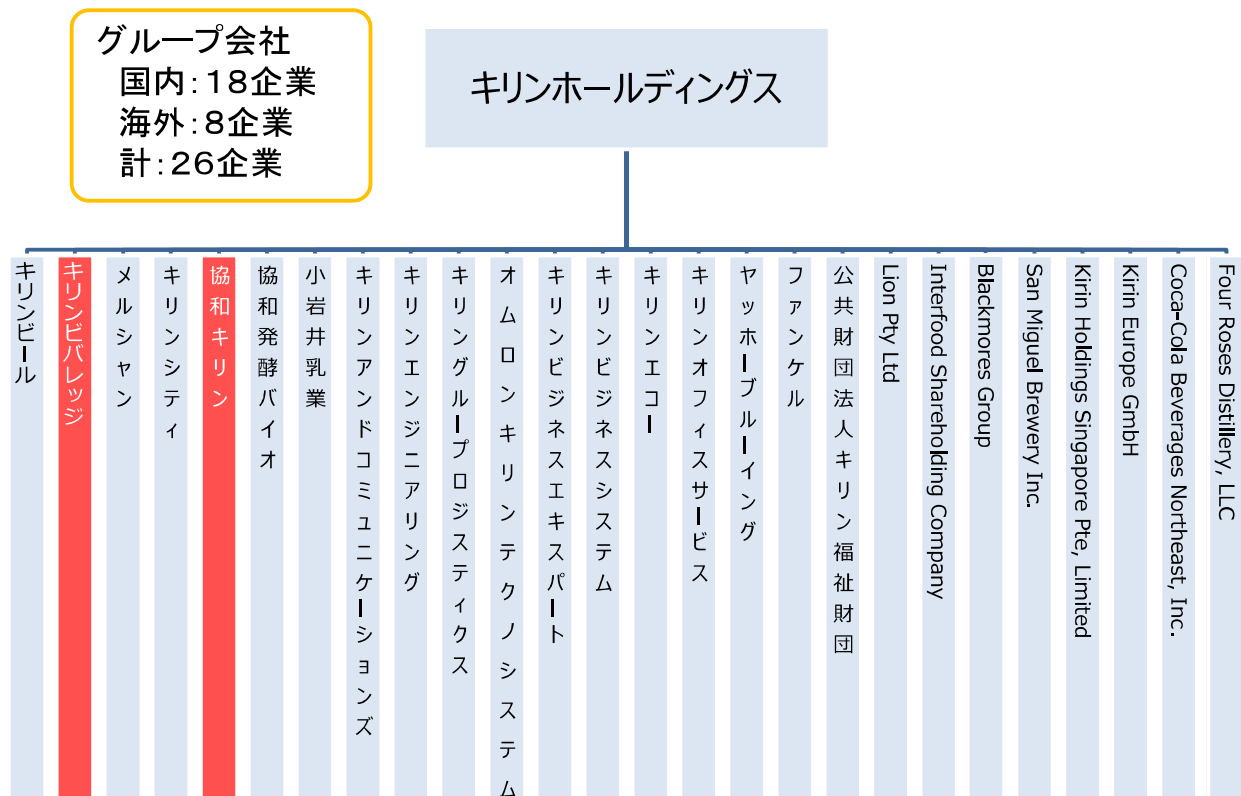 グループ会社
国内：18企業
海外：8企業
計：26企業
キリンホールディングス
キリンビール
キリンビバレッジ
メルシャン
キリンシティ
協和キリン
協和発酵バイオ
小岩井乳業
キリンアンドコミュニケーションズ
キリンエンジニアリング
キリングループロジスティクス
オムロンキリンテクノシステム
キリンビジネスエキスパート
キリンビジネスシステム
キリンエコー
キリンオフィスサービス
ヤッホーブルーイング
ファンケル
公共財団法人キリン福祉財団
Lion Pty Ltd
Interfood Shareholding Company
Blackmores Group
San Miguel Brewery Inc.
Kirin Holdings Singapore Pte, Limited
Kirin Europe GmbH
Coca-Cola Beverages Northeast, Inc.
Four Roses Distillery, LLC